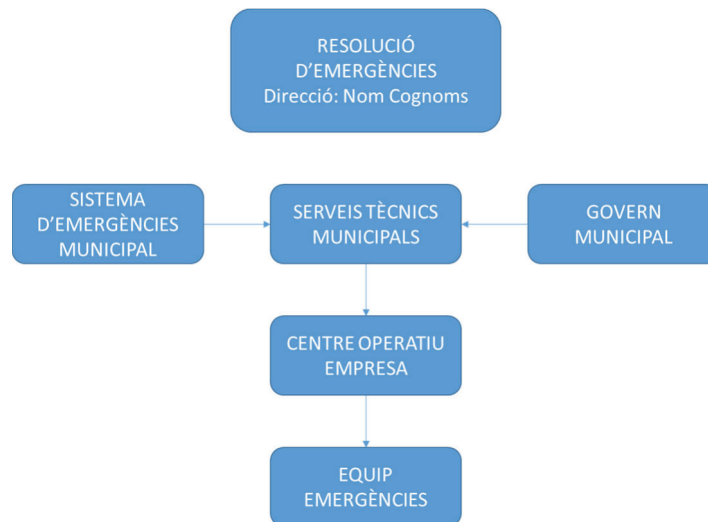 RESOLUCIÓ
D'EMERGÈNCIES
Direcció: Nom Cognoms
SISTEMA
D'EMERGÈNCIES
MUNICIPAL
SERVEIS TÈCNICS
MUNICIPALS
GOVERN
MUNICIPAL
CENTRE OPERATIU
EMPRESA
EQUIP
EMERGÈNCIES